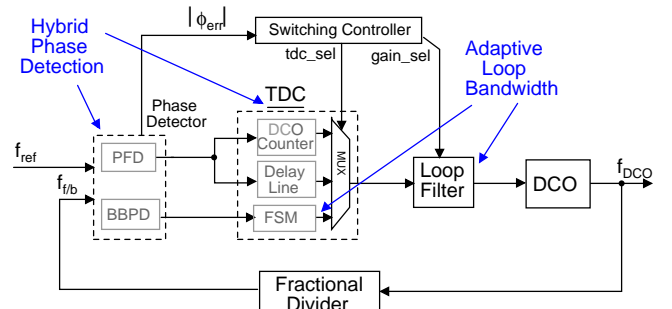 Hybrid
Phase
Detection
|ϕerr|
Switching Controller
tdc_sel
gain_sel
Adaptive
Loop
Bandwidth
Phase
Detector
TDC
fref
ff/b
PFD
BBPD
DCO
Counter
Delay
Line
FSM
MUX
Loop
Filter
DCO
fDCO
Fractional
Divider